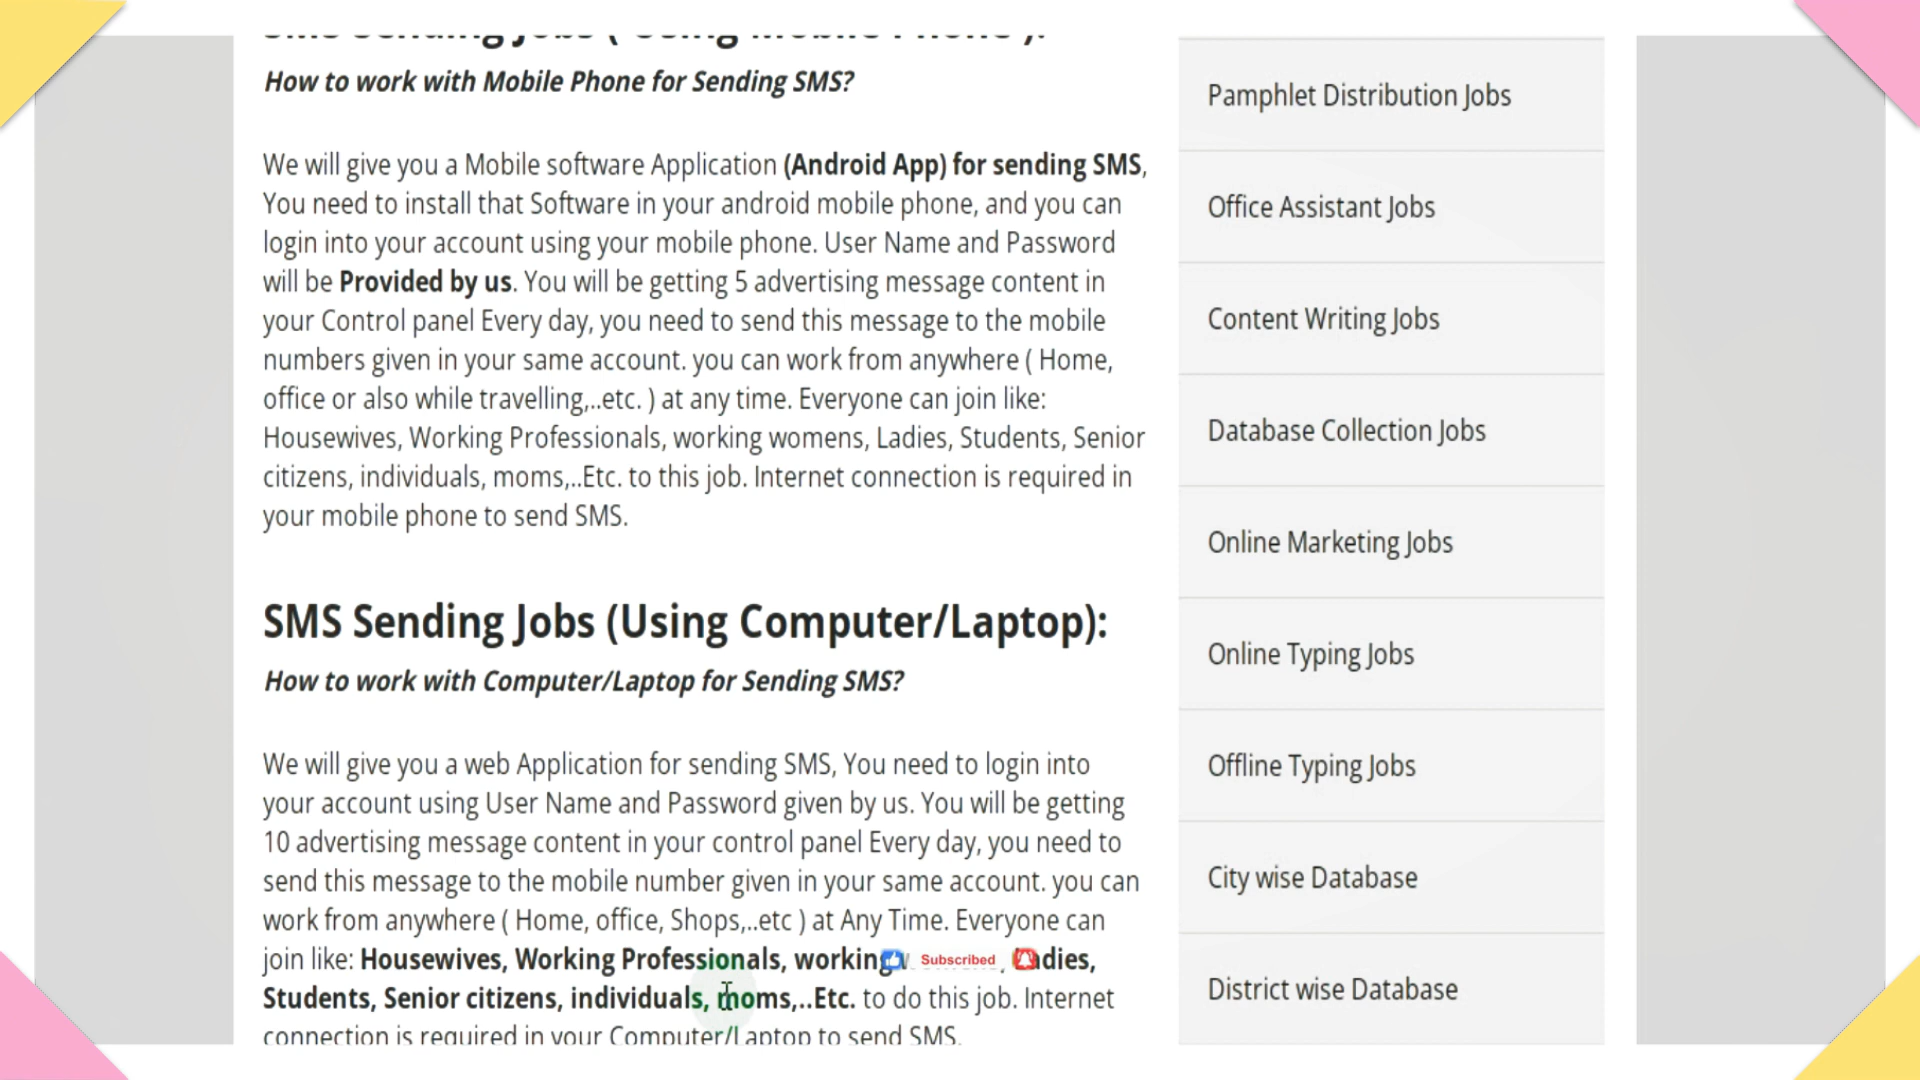 SMS Sending Jobs ( Using Mobile Phone ):
How to work with Mobile Phone for Sending SMS?
We will give you a Mobile software Application (Android App) for sending SMS,
You need to install that Software in your android mobile phone, and you can
login into your account using your mobile phone. User Name and Password
will be Provided by us. You will be getting 5 advertising message content in
your Control panel Every day, you need to send this message to the mobile
numbers given in your same account. you can work from anywhere ( Home,
office or also while travelling,..etc. ) at any time. Everyone can join like:
Housewives, Working Professionals, working womens, Ladies, Students, Senior
citizens, individuals, moms,..Etc. to this job. Internet connection is required in
your mobile phone to send SMS.
SMS Sending Jobs (Using Computer/Laptop):
How to work with Computer/Laptop for Sending SMS?
We will give you a web Application for sending SMS, You need to login into
your account using User Name and Password given by us. You will be getting
10 advertising message content in your control panel Every day, you need to
send this message to the mobile number given in your same account. you can
work from anywhere ( Home, office, Shops,..etc ) at Any Time. Everyone can
join like: Housewives, Working Professionals, working Subscribed , Ladies,
Students, Senior citizens, individuals, moms,..Etc. to do this job. Internet
connection is required in your Computer/Laptop to send SMS.
Pamphlet Distribution Jobs
Office Assistant Jobs
Content Writing Jobs
Database Collection Jobs
Online Marketing Jobs
Online Typing Jobs
Offline Typing Jobs
City wise Database
District wise Database